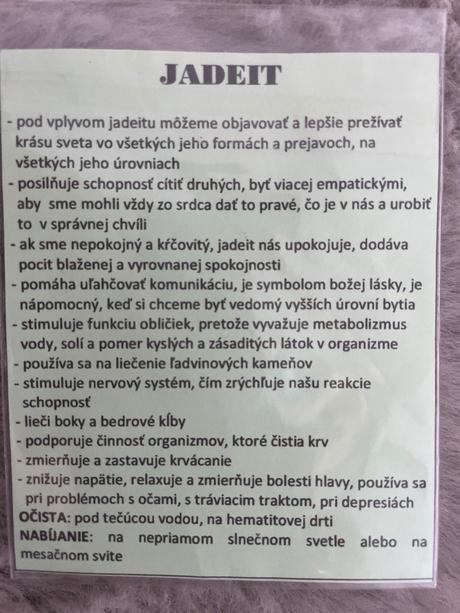 JADEIT
- pod vplyvom jadeitu môžeme objavovať a lepšie prežívať
krásu sveta vo všetkých jeho formách a prejavoch, na
všetkých jeho úrovniach
- posilňuje schopnosť cítiť druhých, byť viacej empatickými,
aby sme mohli vždy zo srdca dať to pravé, čo je v nás a urobiť
to v správnej chvíli
- ak sme nepokojný a kŕčovitý, jadeit nás upokojuje, dodáva
pocit blaženej a vyrovnanej spokojnosti
- pomáha uľahčovať komunikáciu, je symbolom božej lásky, je
nápomocný, keď si chceme byť vedomý vyšších úrovní bytia
- stimuluje funkciu obličiek, pretože vyvažuje metabolizmus
vody, solí a pomer kyslých a zásaditých látok v organizme
- používa sa na liečenie ľadvinových kameňov
- stimuluje nervový systém, čím zrýchľuje našu reakcie
schopnosť
- lieči boky a bedrové kĺby
- podporuje činnosť organizmov, ktoré čistia krv
- zmierňuje a zastavuje krvácanie
- znižuje napätie, relaxuje a zmierňuje bolesti hlavy, používa sa
pri problémoch s očami, s tráviacim traktom, pri depresiách
OČISTA: pod tečúcou vodou, na hematitovej drti
NABÍJANIE: na nepriamom slnečnom svetle alebo na
mesačnom svite